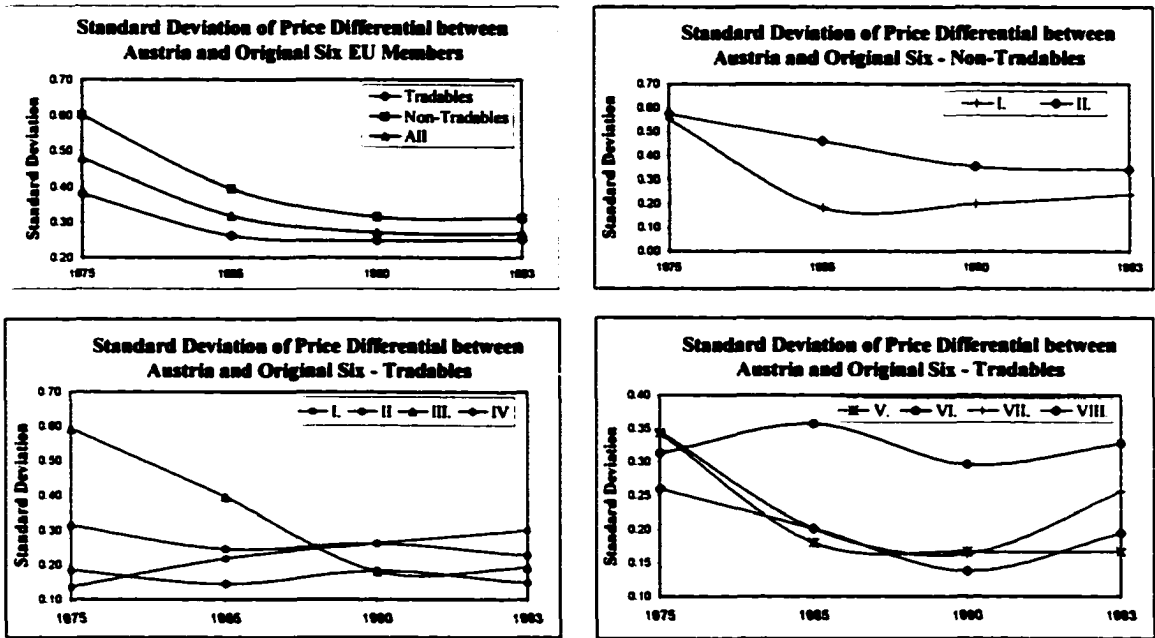 Standard Deviation of Price Differential between
Austria and Original Six EU Members
Standard Deviation
0.70
0.60
0.50
0.40
0.30
0.20
Tradables
Non-Tradables
All
1975
1985
1990
1993
Standard Deviation of Price Differential between
Austria and Original Six - Non-Tradables
Standard Deviation
0.70
0.60
0.50
0.40
0.30
0.20
0.10
0.00
I. II.
1975
1985
1990
1993
Standard Deviation of Price Differential between
Austria and Original Six - Tradables
Standard Deviation
0.70
0.60
0.50
0.40
0.30
0.20
0.10
I. II III. IV
1975
1985
1990
1993
Standard Deviation of Price Differential between
Austria and Original Six - Tradables
Standard Deviation
0.40
0.35
0.30
0.25
0.20
0.15
0.10
V. VI. VII. VIII.
1975
1985
1990
1993